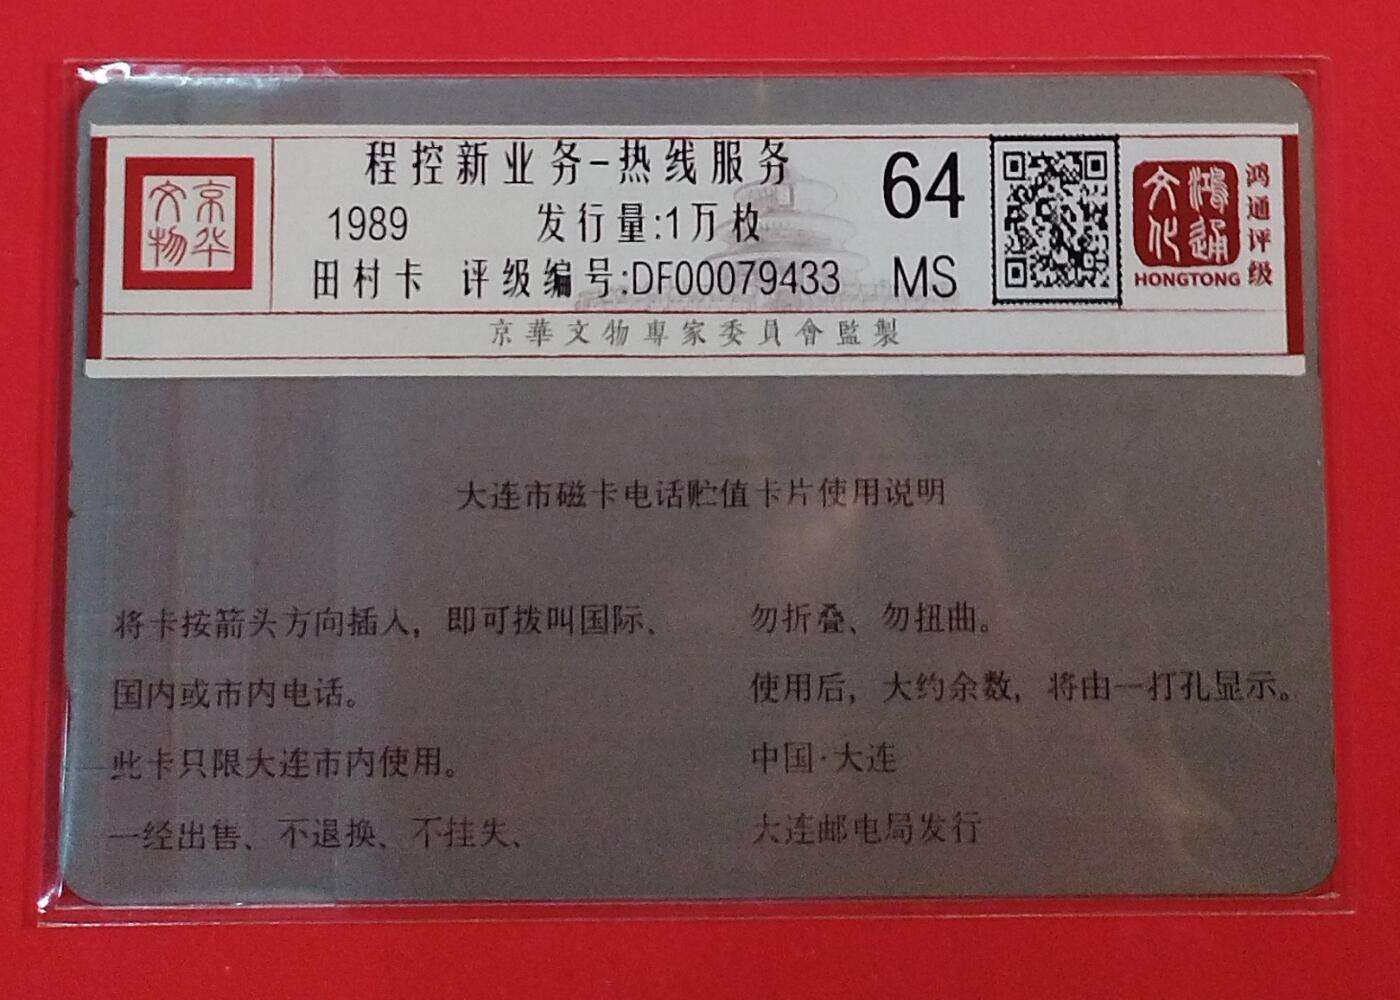 京华文物
程控新业务-热线服务
1989 发行量:1万枚
田村卡 评级编号:DF00079433
64
MS
鸿通文化
HONGTONG
鸿通评级
京華文物專家委員會監製
大连市磁卡电话贮值卡片使用说明
将卡按箭头方向插入，即可拨叫国际、
国内或市内电话。
此卡只限大连市内使用。
一经出售、不退换、不挂失、
勿折叠、勿扭曲。
使用后，大约余数，将由一打孔显示。
中国·大连
大连邮电局发行